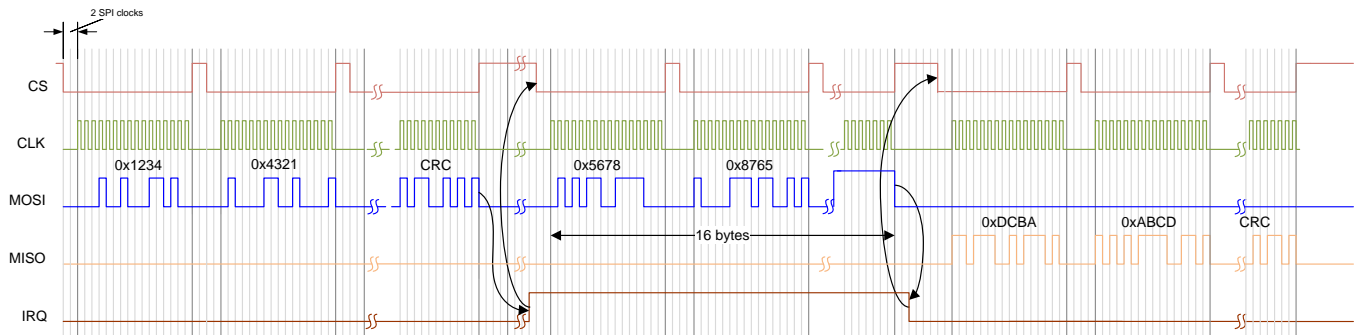 2 SPI clocks
CS
CLK
0x1234
0x4321
CRC
0x5678
0x8765
MOSI
16 bytes
0xDCBA
0xABCD
CRC
MISO
IRQ